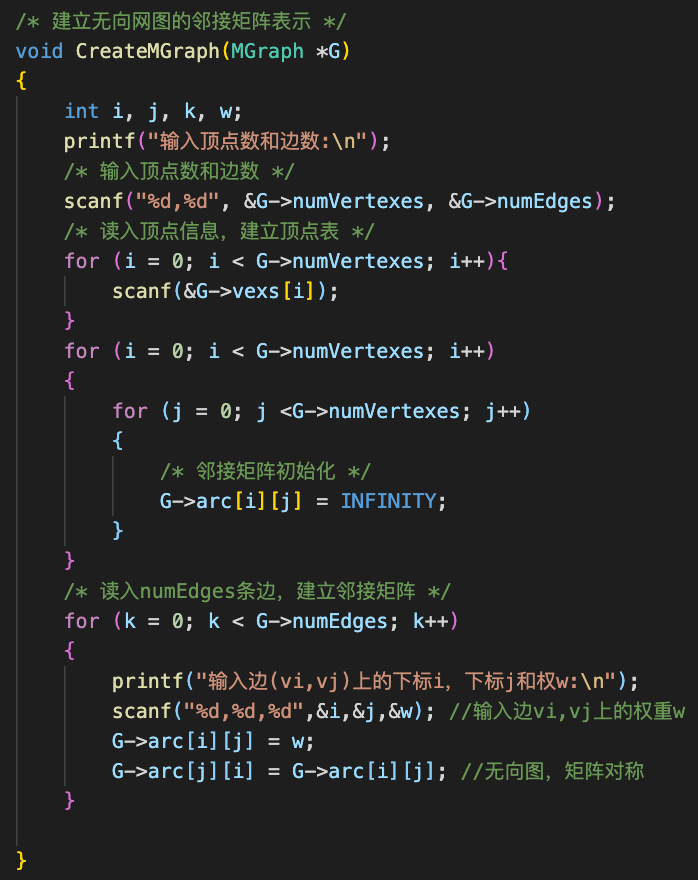 /* 建立无向网图的邻接矩阵表示 */
void CreateMGraph(MGraph *G)
{
    int i, j, k, w;
    printf("输入顶点数和边数:\n");
    /* 输入顶点数和边数 */
    scanf("%d,%d", &G->numVertexes, &G->numEdges);
    /* 读入顶点信息，建立顶点表 */
    for (i = 0; i < G->numVertexes; i++){
        scanf(&G->vexs[i]);
    }
    for (i = 0; i < G->numVertexes; i++)
    {
        for (j = 0; j <G->numVertexes; j++)
        {
            /* 邻接矩阵初始化 */
            G->arc[i][j] = INFINITY;
        }
    }
    /* 读入numEdges条边，建立邻接矩阵 */
    for (k = 0; k < G->numEdges; k++)
    {
        printf("输入边(vi,vj)上的下标i，下标j和权w:\n");
        scanf("%d,%d,%d",&i,&j,&w); //输入边vi,vj上的权重w
        G->arc[i][j] = w;
        G->arc[j][i] = G->arc[i][j]; //无向图，矩阵对称
    }
}